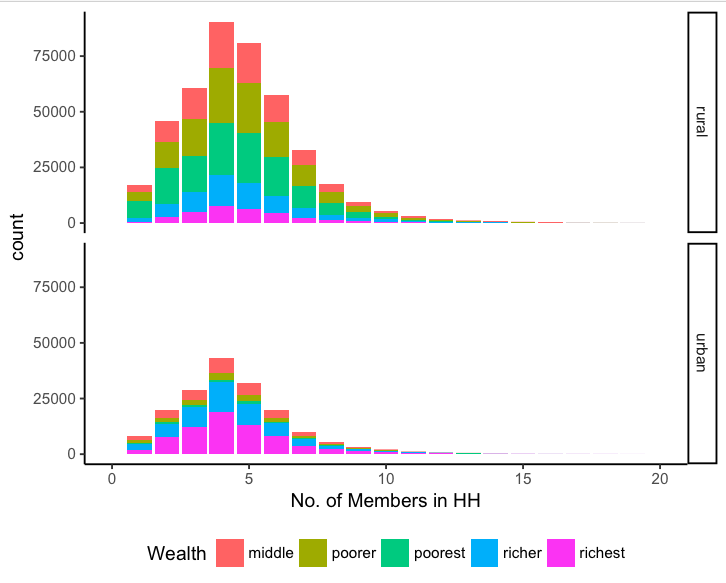 75000
50000
25000
0
rural
count
75000
50000
25000
0
urban
0 5 10 15 20
No. of Members in HH
Wealth middle poorer poorest richer richest